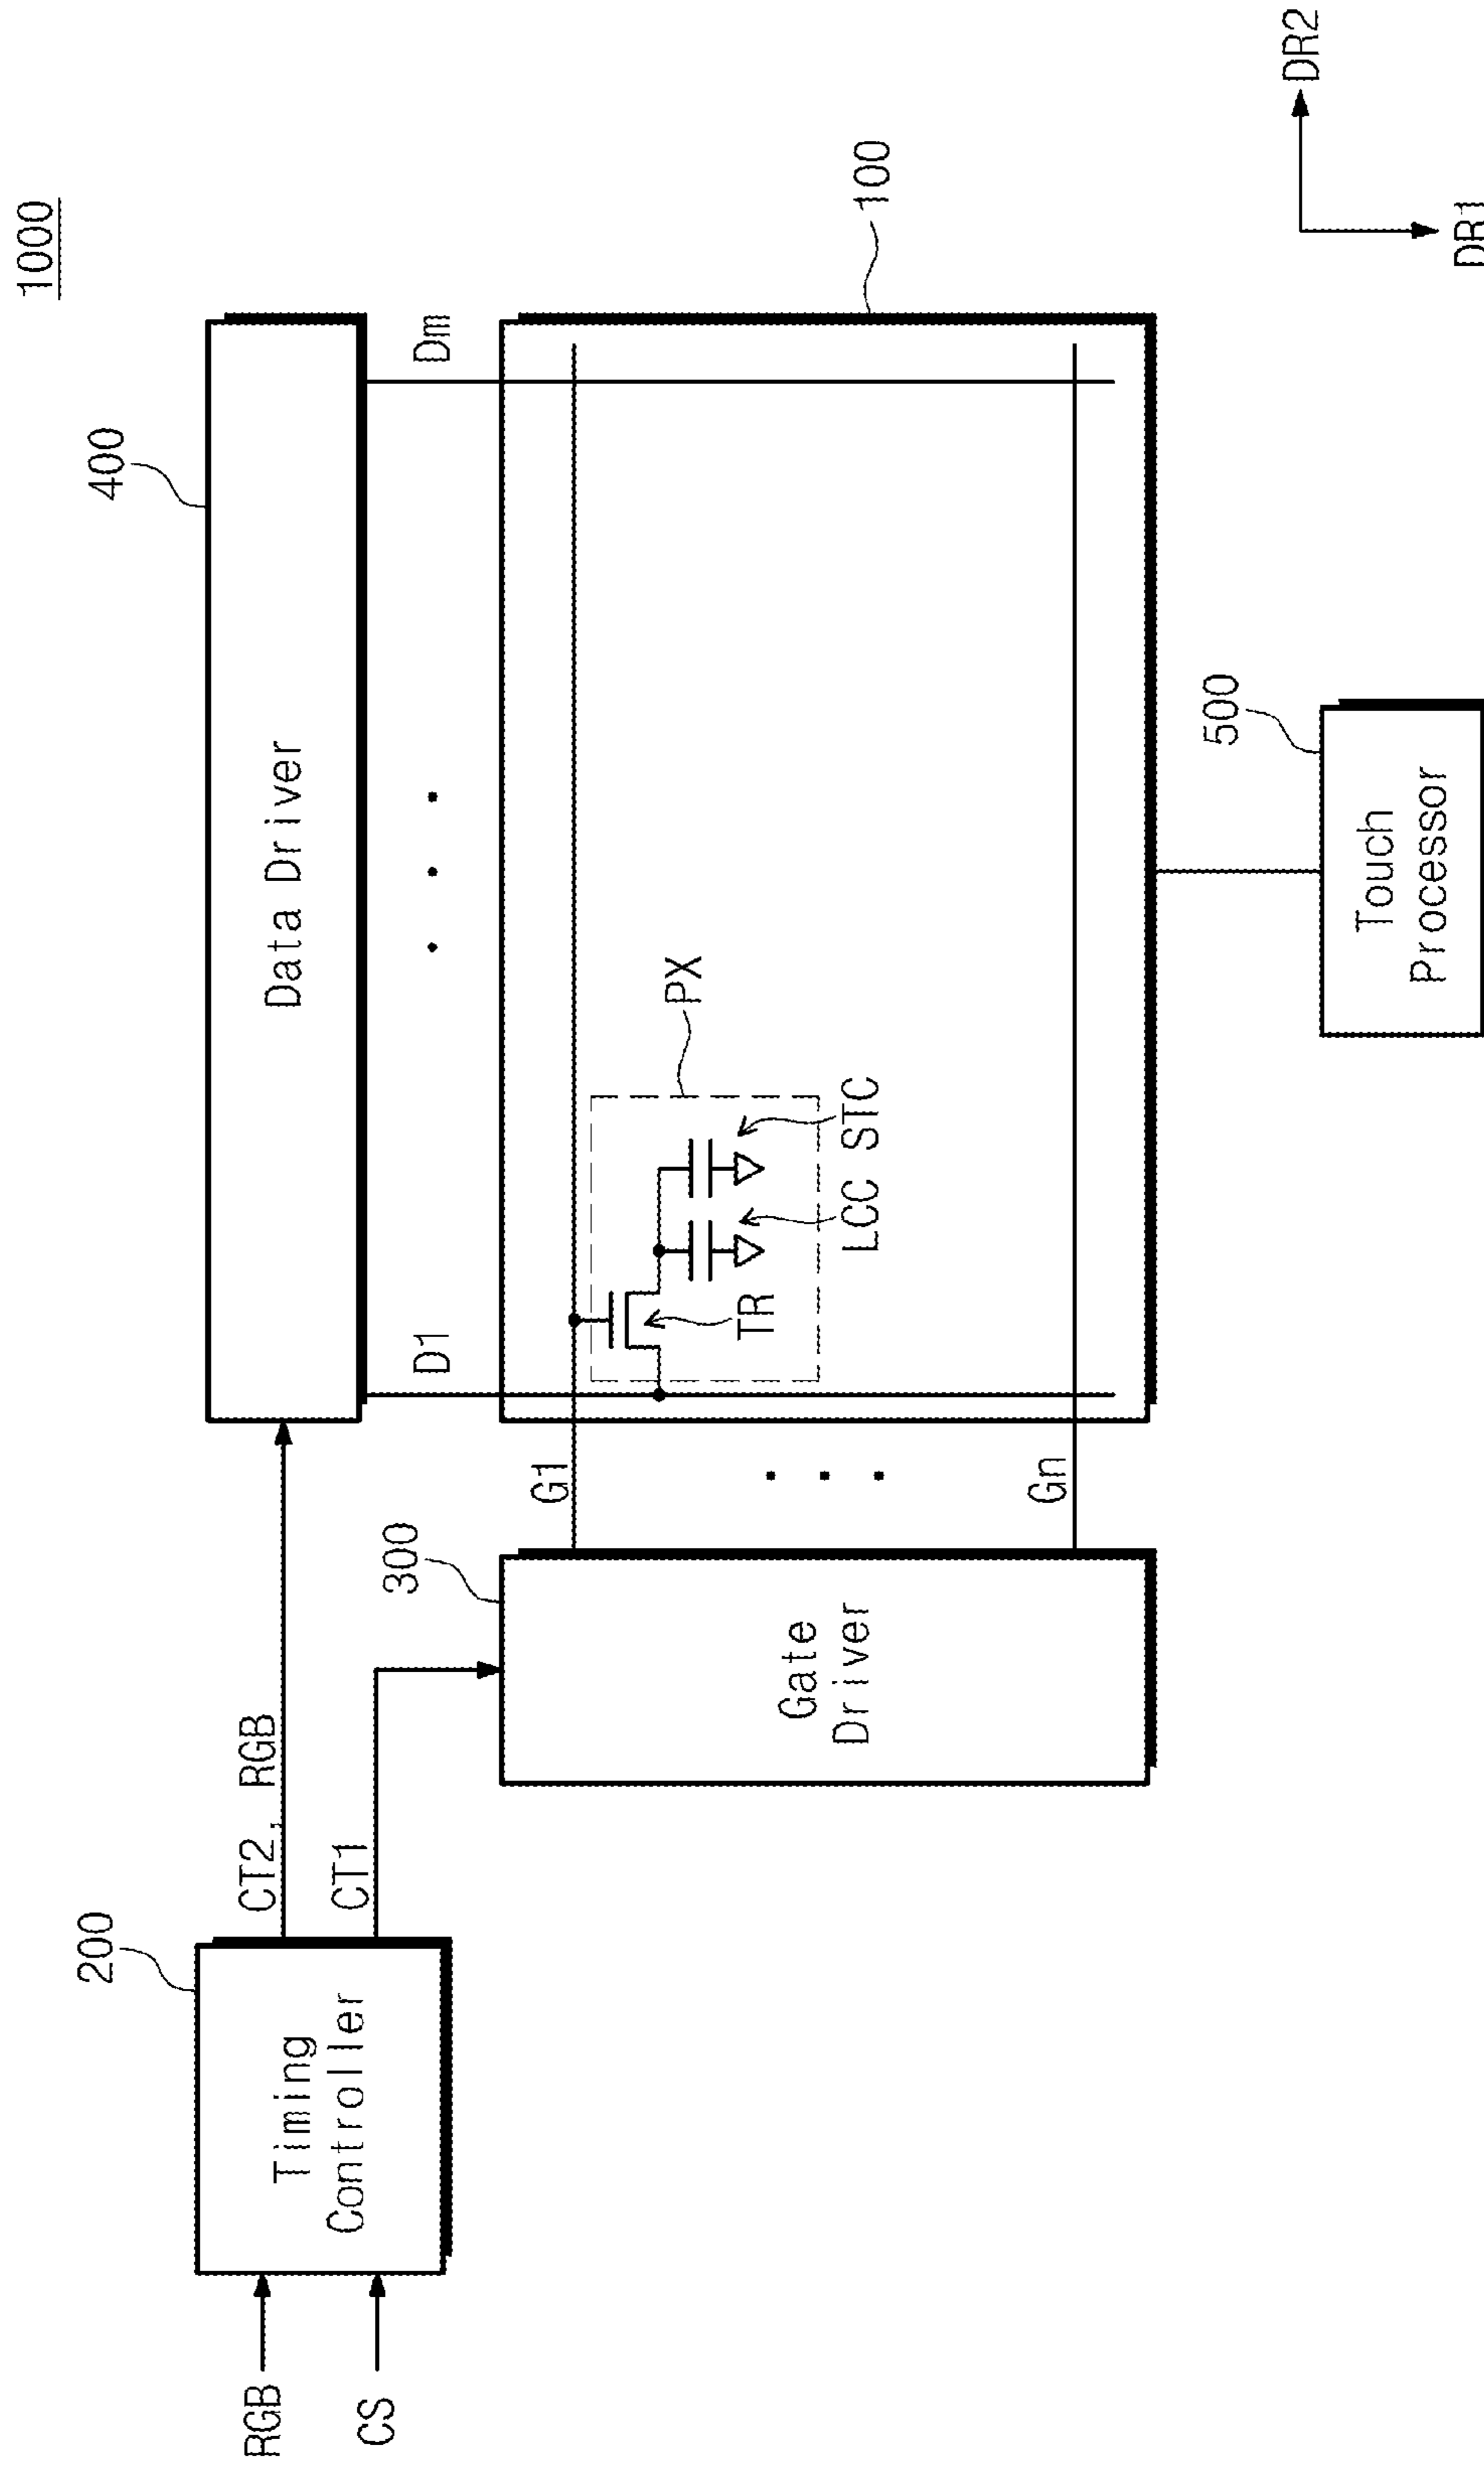 1000
200
400
RGB
CS
Timing
Controller
CT2, RGB
CT1
Data Driver
300
Gate
Driver
G1
Gn
D1
Dm
PX
TR
LCC STC
100
500
Touch
Processor
DR2
DR1